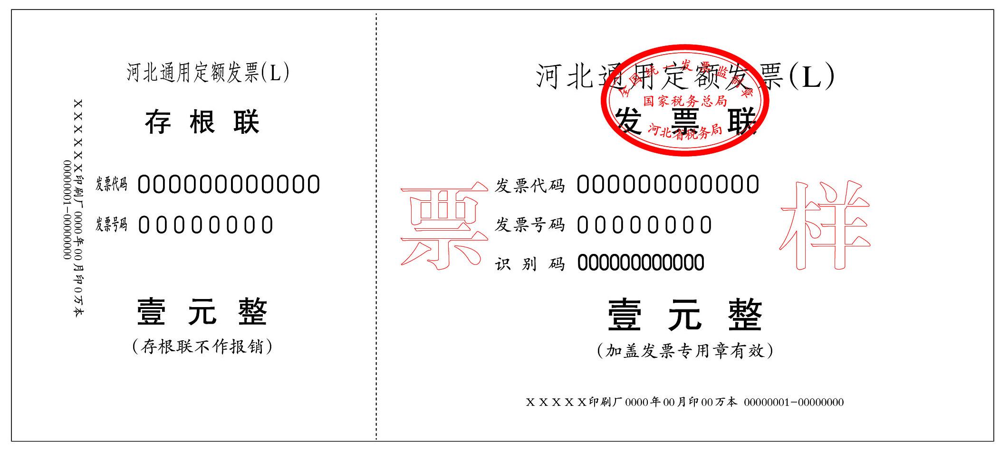 河北通用定额发票(L)
存根联
发票代码 000000000000
发票号码 00000000
壹元整
(存根联不作报销)
XXXXXX印刷厂0000年00月印0万本
00000001-00000000
河北通用定额发票(L)
全国统一发票监制章
国家税务总局
河北省税务局
发票联
发票代码 000000000000
发票号码 00000000
识别码 000000000000
票样
壹元整
(加盖发票专用章有效)
XXXXX印刷厂0000年00月印00万本 00000001-00000000